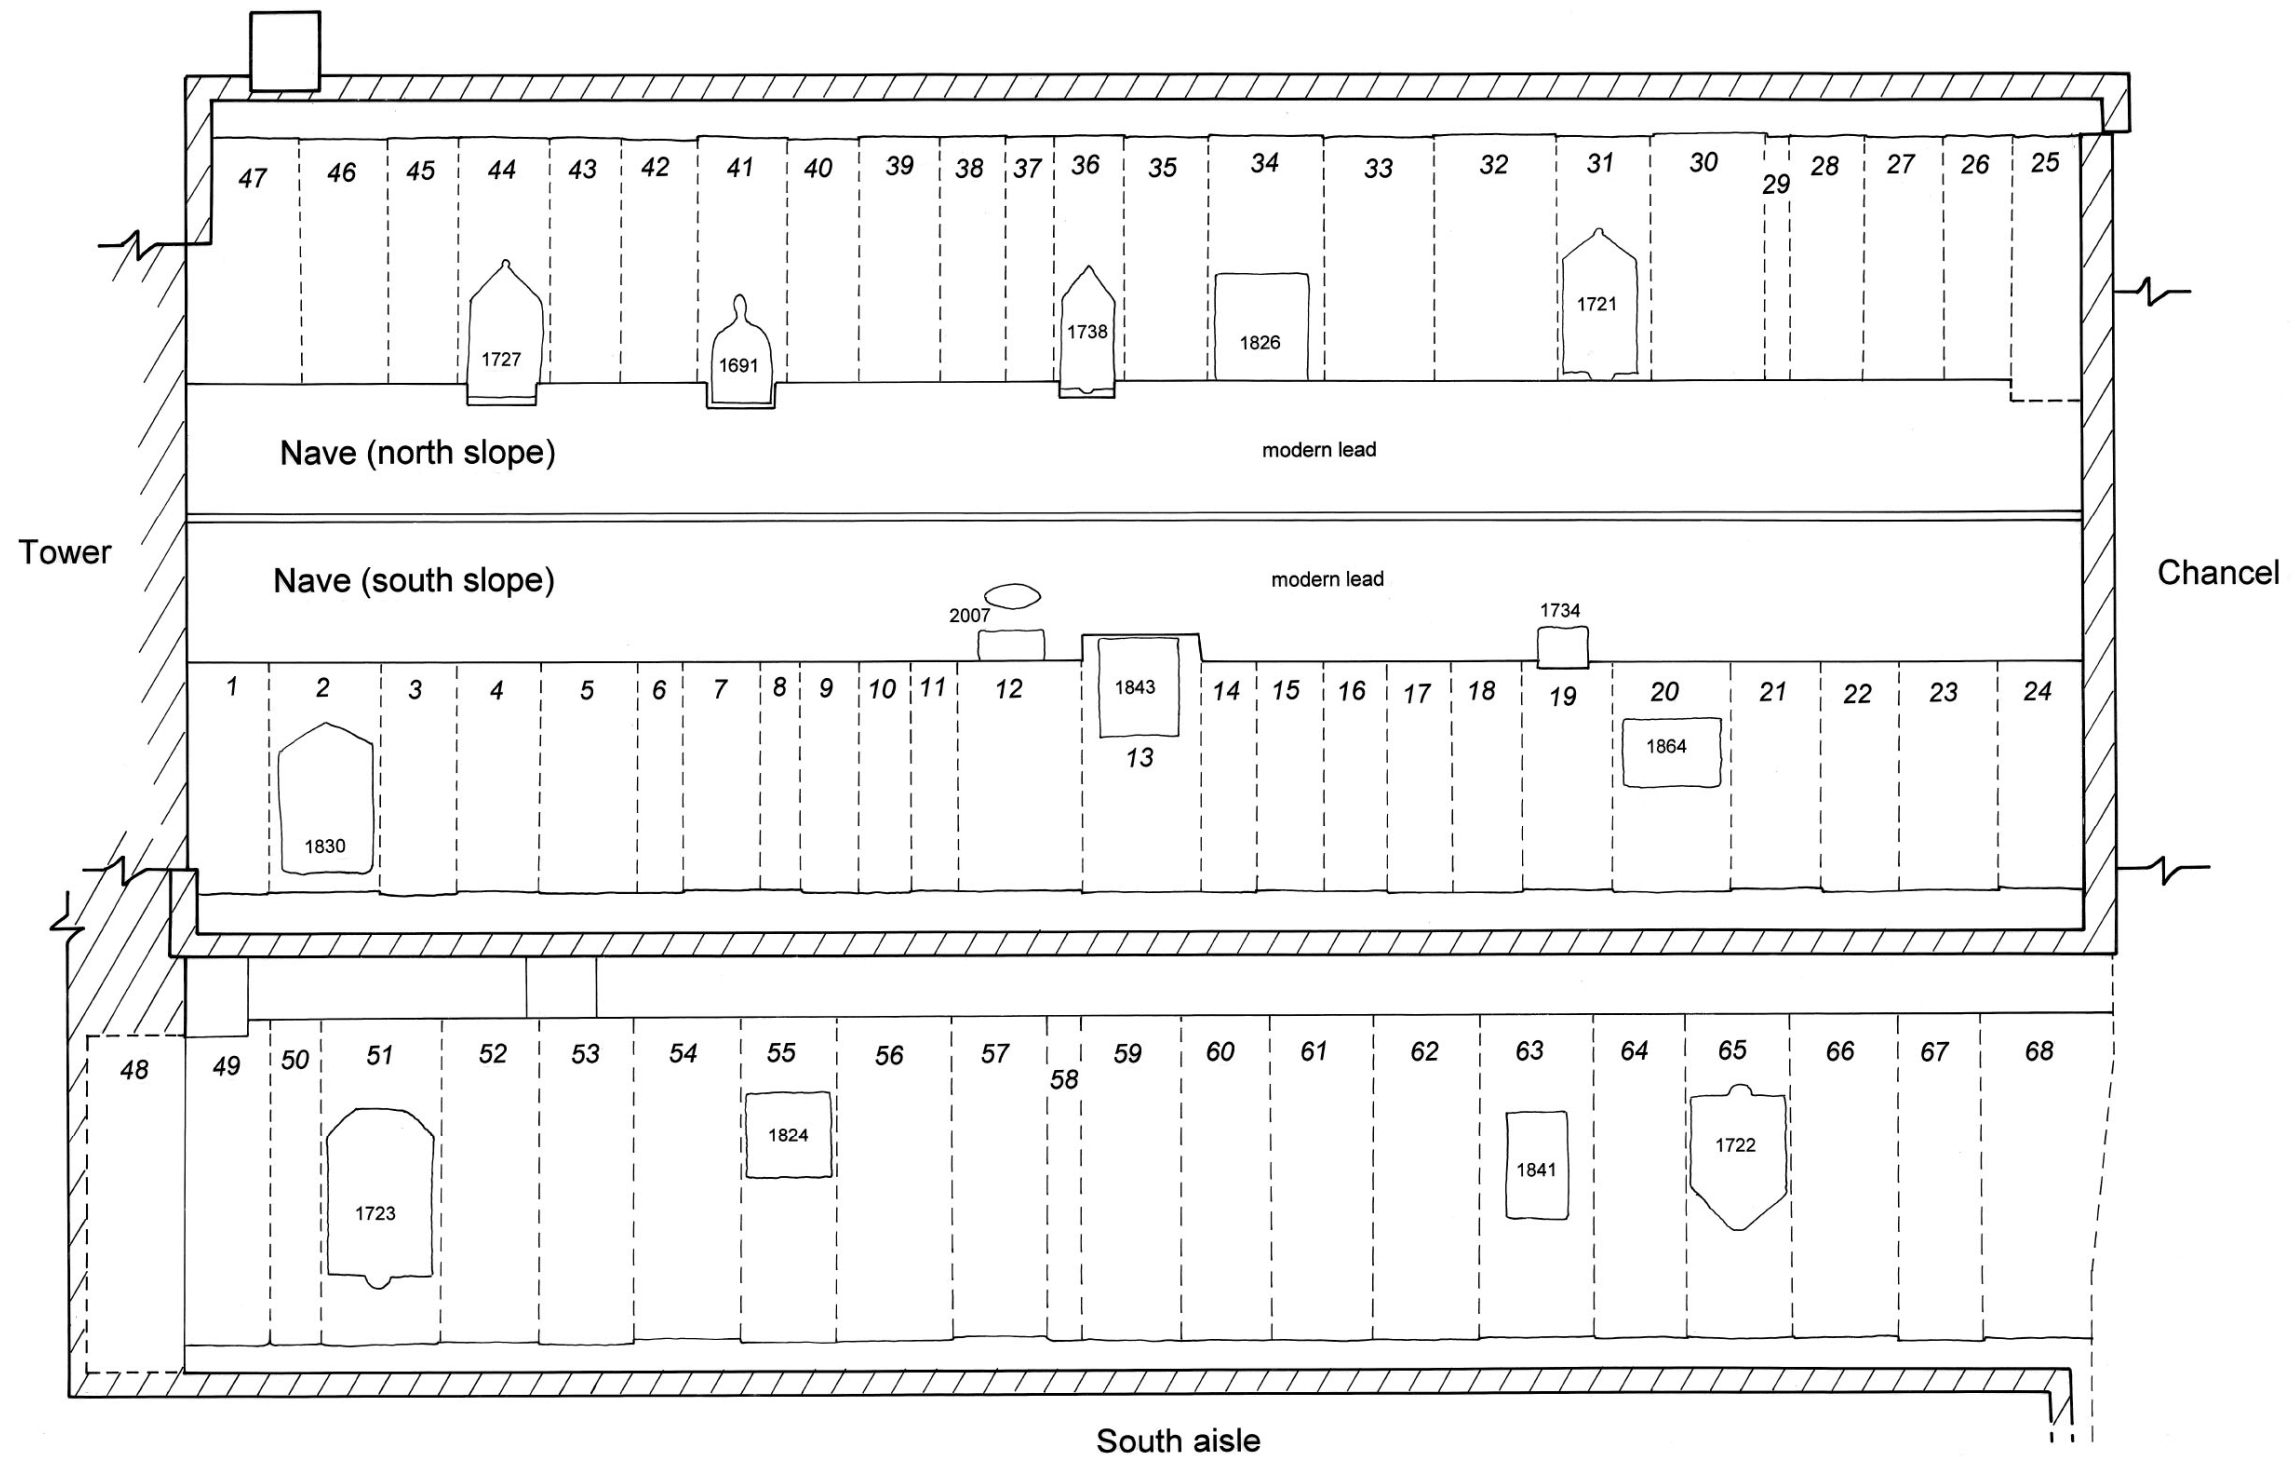 47 46 45 44 43 42 41 40 39 38 37 36 35 34 33 32 31 30 29 28 27 26 25
1727 1691 1738 1826 1721
Nave (north slope) modern lead
Tower
Nave (south slope) modern lead
Chancel
2007 1734
1 2 3 4 5 6 7 8 9 10 11 12 1843 14 15 16 17 18 19 20 21 22 23 24
13 1864
1830
48 49 50 51 52 53 54 55 56 57 58 59 60 61 62 63 64 65 66 67 68
1723 1824 1841 1722
South aisle